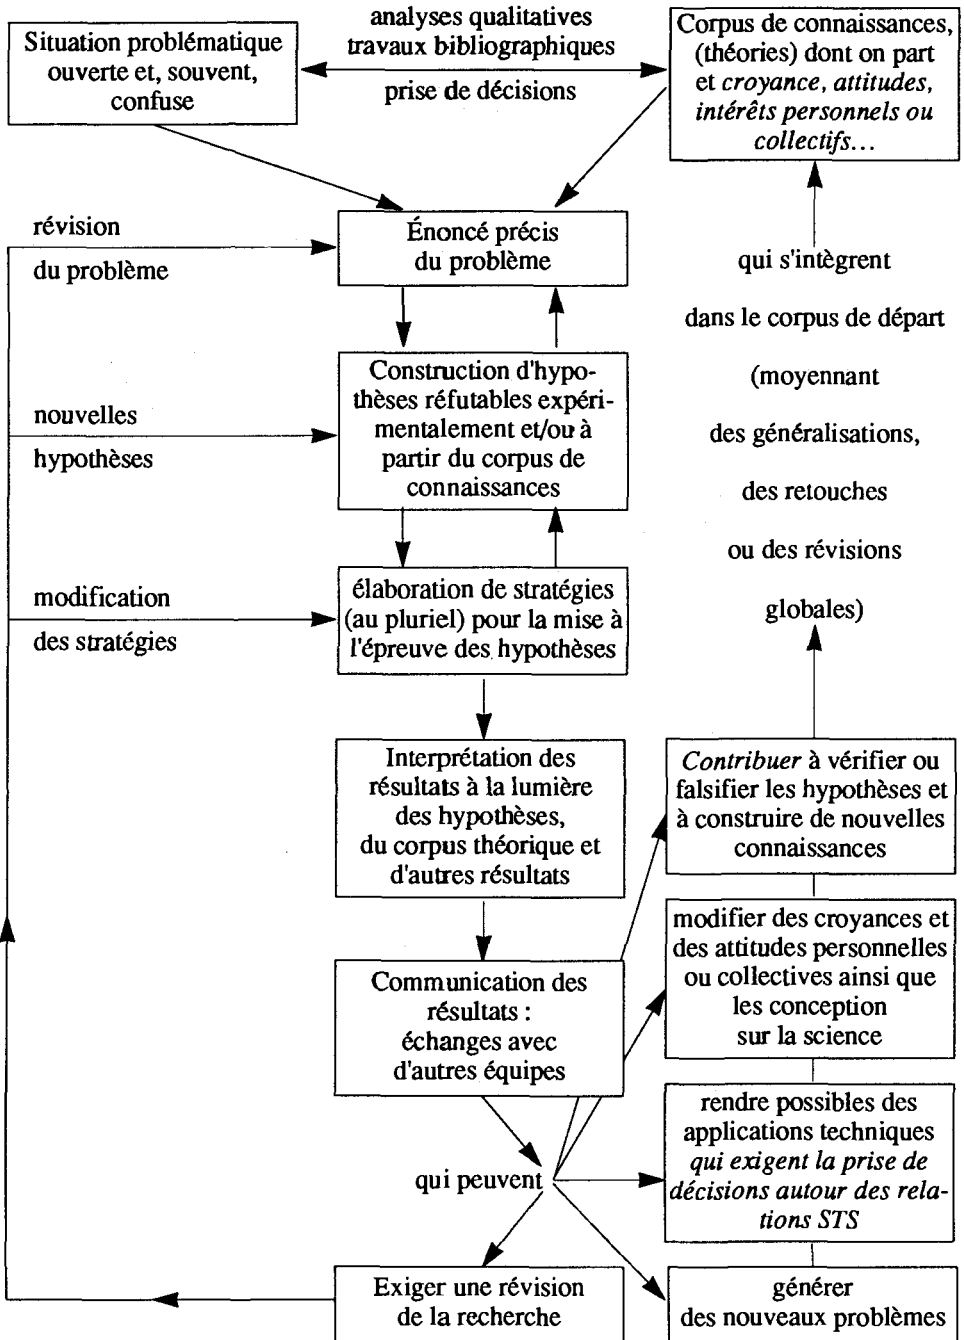 Situation problématique
ouverte et, souvent,
confuse
analyses qualitatives
travaux bibliographiques
prise de décisions
Corpus de connaissances,
(théories) dont on part
et croyance, attitudes,
intérêts personnels ou
collectifs...
révision
du problème
Énoncé précis
du problème
qui s'intègrent
dans le corpus de départ
(moyennant
des généralisations,
des retouches
ou des révisions
globales)
nouvelles
hypothèses
Construction d'hypo-
thèses réfutables expéri-
mentalement et/ou à
partir du corpus de
connaissances
modification
des stratégies
élaboration de stratégies
(au pluriel) pour la mise à
l'épreuve des hypothèses
Interprétation des
résultats à la lumière
des hypothèses,
du corpus théorique et
d'autres résultats
Contribuer à vérifier ou
falsifier les hypothèses et
à construire de nouvelles
connaissances
Communication des
résultats :
échanges avec
d'autres équipes
modifier des croyances et
des attitudes personnelles
ou collectives ainsi que
les conception
sur la science
qui peuvent
rendre possibles des
applications techniques
qui exigent la prise de
décisions autour des rela-
tions STS
Exiger une révision
de la recherche
générer
des nouveaux problèmes